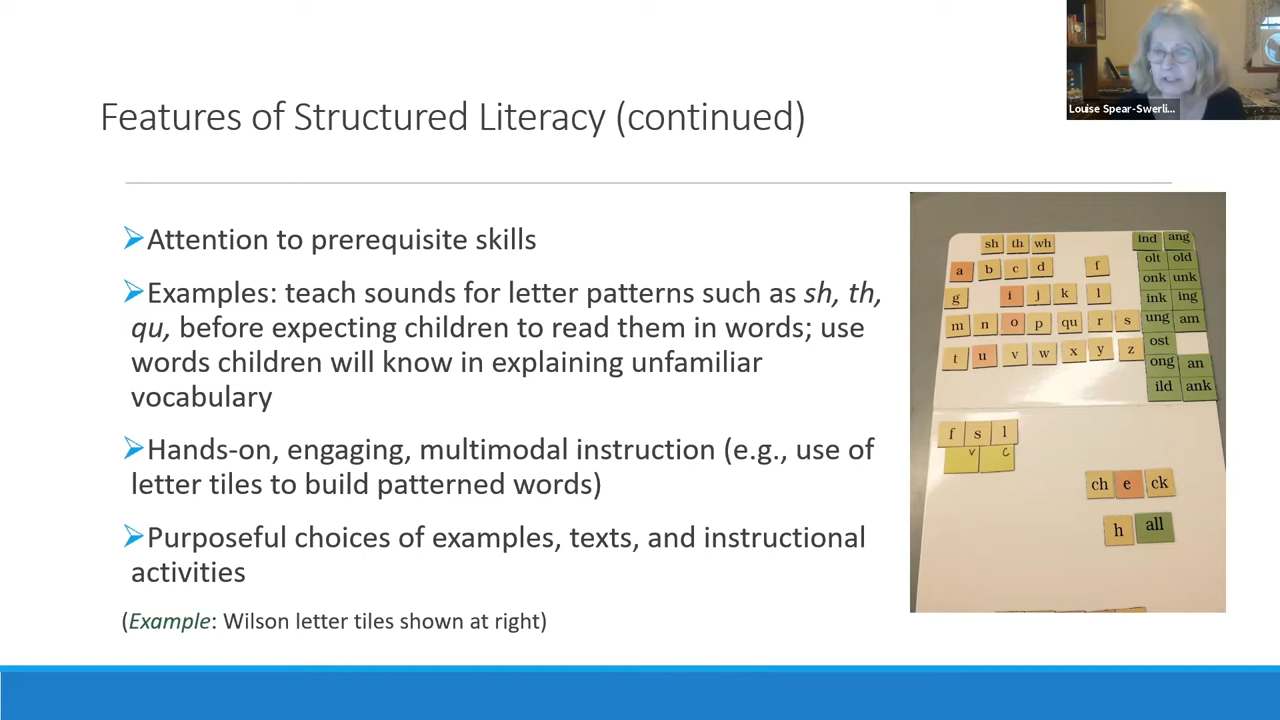 Louise Spear-Swerli...
Features of Structured Literacy (continued)
➢Attention to prerequisite skills
➢Examples: teach sounds for letter patterns such as sh, th,
qu, before expecting children to read them in words; use
words children will know in explaining unfamiliar
vocabulary
➢Hands-on, engaging, multimodal instruction (e.g., use of
letter tiles to build patterned words)
➢Purposeful choices of examples, texts, and instructional
activities
(Example: Wilson letter tiles shown at right)
sh th wh
a b c d f
g i j k l
m n o p qu r s
t u v w x y z
ind ang
olt old
onk unk
ink ing
ung am
ost
ong an
ild ank
f s l
v c
ch e ck
h all